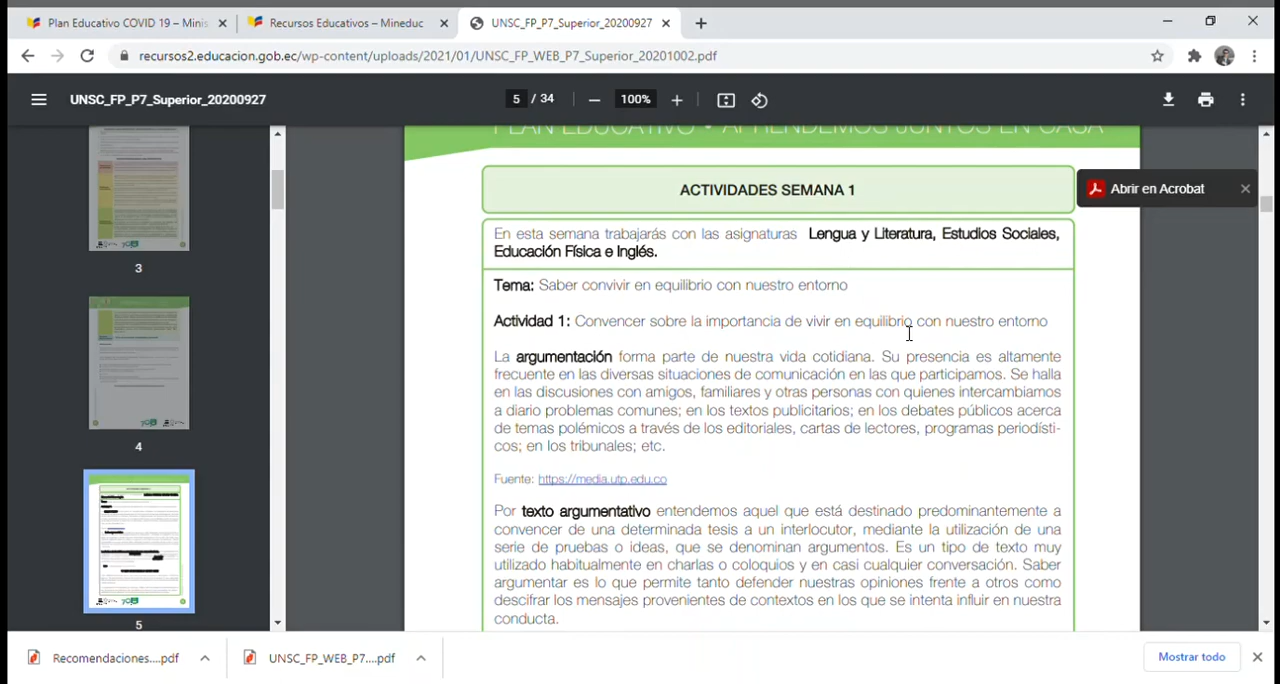 Plan Educativo COVID 19 – Minis
Recursos Educativos – Mineduc
UNSC_FP_P7_Superior_20200927
recursos2.educacion.gob.ec/wp-content/uploads/2021/01/UNSC_FP_WEB_P7_Superior_20201002.pdf
UNSC_FP_P7_Superior_20200927
5 / 34
100%
3
4
5
PLAN EDUCATIVO • APRENDEMOS JUNTOS EN CASA
ACTIVIDADES SEMANA 1
Abrir en Acrobat
En esta semana trabajarás con las asignaturas Lengua y Literatura, Estudios Sociales,
Educación Física e Inglés.
Tema: Saber convivir en equilibrio con nuestro entorno
Actividad 1: Convencer sobre la importancia de vivir en equilibrio con nuestro entorno
La argumentación forma parte de nuestra vida cotidiana. Su presencia es altamente
frecuente en las diversas situaciones de comunicación en las que participamos. Se halla
en las discusiones con amigos, familiares y otras personas con quienes intercambiamos
a diario problemas comunes; en los textos publicitarios; en los debates públicos acerca
de temas polémicos a través de los editoriales, cartas de lectores, programas periodísti-
cos; en los tribunales; etc.
Fuente: https://media.utp.edu.co
Por texto argumentativo entendemos aquel que está destinado predominantemente a
convencer de una determinada tesis a un interlocutor, mediante la utilización de una
serie de pruebas o ideas, que se denominan argumentos. Es un tipo de texto muy
utilizado habitualmente en charlas o coloquios y en casi cualquier conversación. Saber
argumentar es lo que permite tanto defender nuestras opiniones frente a otros como
descifrar los mensajes provenientes de contextos en los que se intenta influir en nuestra
conducta.
Recomendaciones....pdf
UNSC_FP_WEB_P7....pdf
Mostrar todo